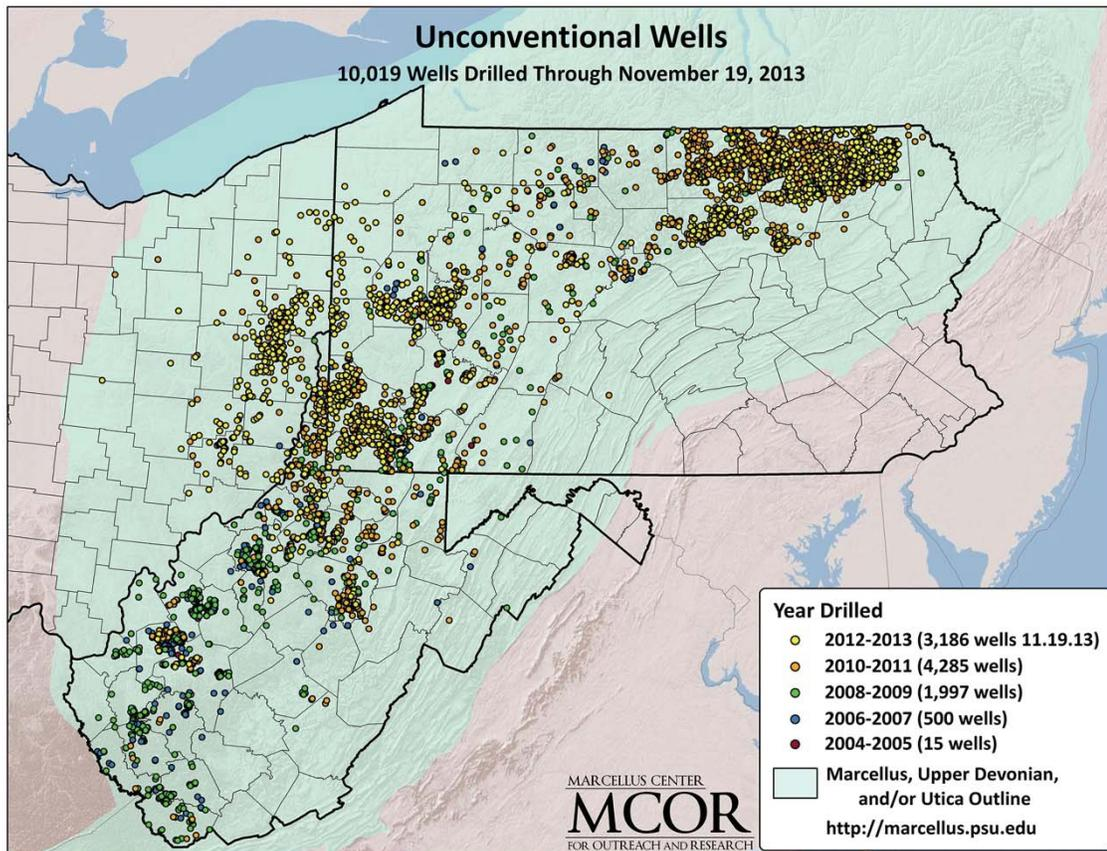 Unconventional Wells
10,019 Wells Drilled Through November 19, 2013
Year Drilled
2012-2013 (3,186 wells 11.19.13)
2010-2011 (4,285 wells)
2008-2009 (1,997 wells)
2006-2007 (500 wells)
2004-2005 (15 wells)
Marcellus, Upper Devonian,
and/or Utica Outline
http://marcellus.psu.edu
MARCELLUS CENTER
MCOR
FOR OUTREACH AND RESEARCH